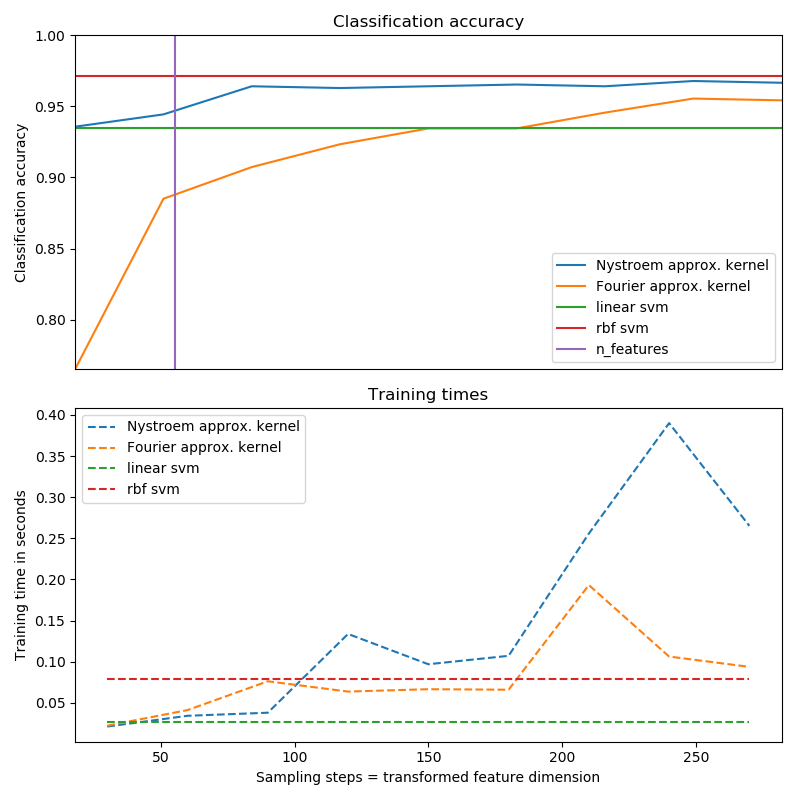 Classification accuracy
1.00
0.95
0.90
0.85
0.80
Classification accuracy
Nystroem approx. kernel
Fourier approx. kernel
linear svm
rbf svm
n_features
Training times
0.40
0.35
0.30
0.25
0.20
0.15
0.10
0.05
Training time in seconds
Nystroem approx. kernel
Fourier approx. kernel
linear svm
rbf svm
50 100 150 200 250
Sampling steps = transformed feature dimension